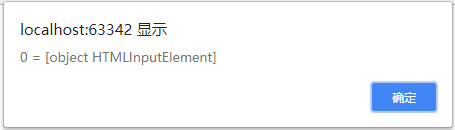 localhost:63342 显示
0 = [object HTMLInputElement]
确定